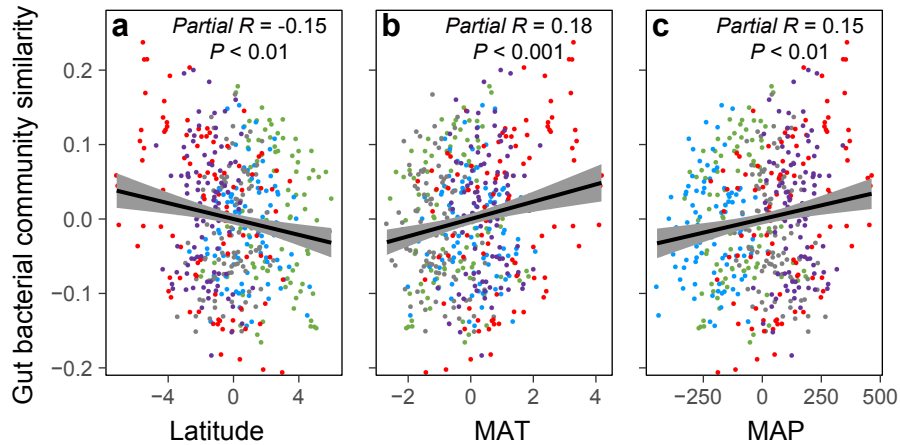 a
Partial R = -0.15
P < 0.01
b
Partial R = 0.18
P < 0.001
c
Partial R = 0.15
P < 0.01
Gut bacterial community similarity
0.2
0.1
0.0
−0.1
−0.2
−4 0 4
−2 0 2 4
−250 0 250 500
Latitude
MAT
MAP